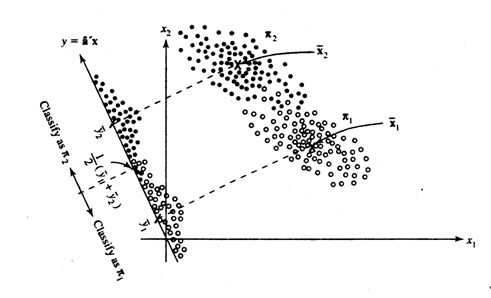 y = â′x
x₂
π₂
x̄₂
π₁
x̄₁
ȳ₂
½(ȳ₁ + ȳ₂)
ȳ₁
Classify as π₂
Classify as π₁
x₁